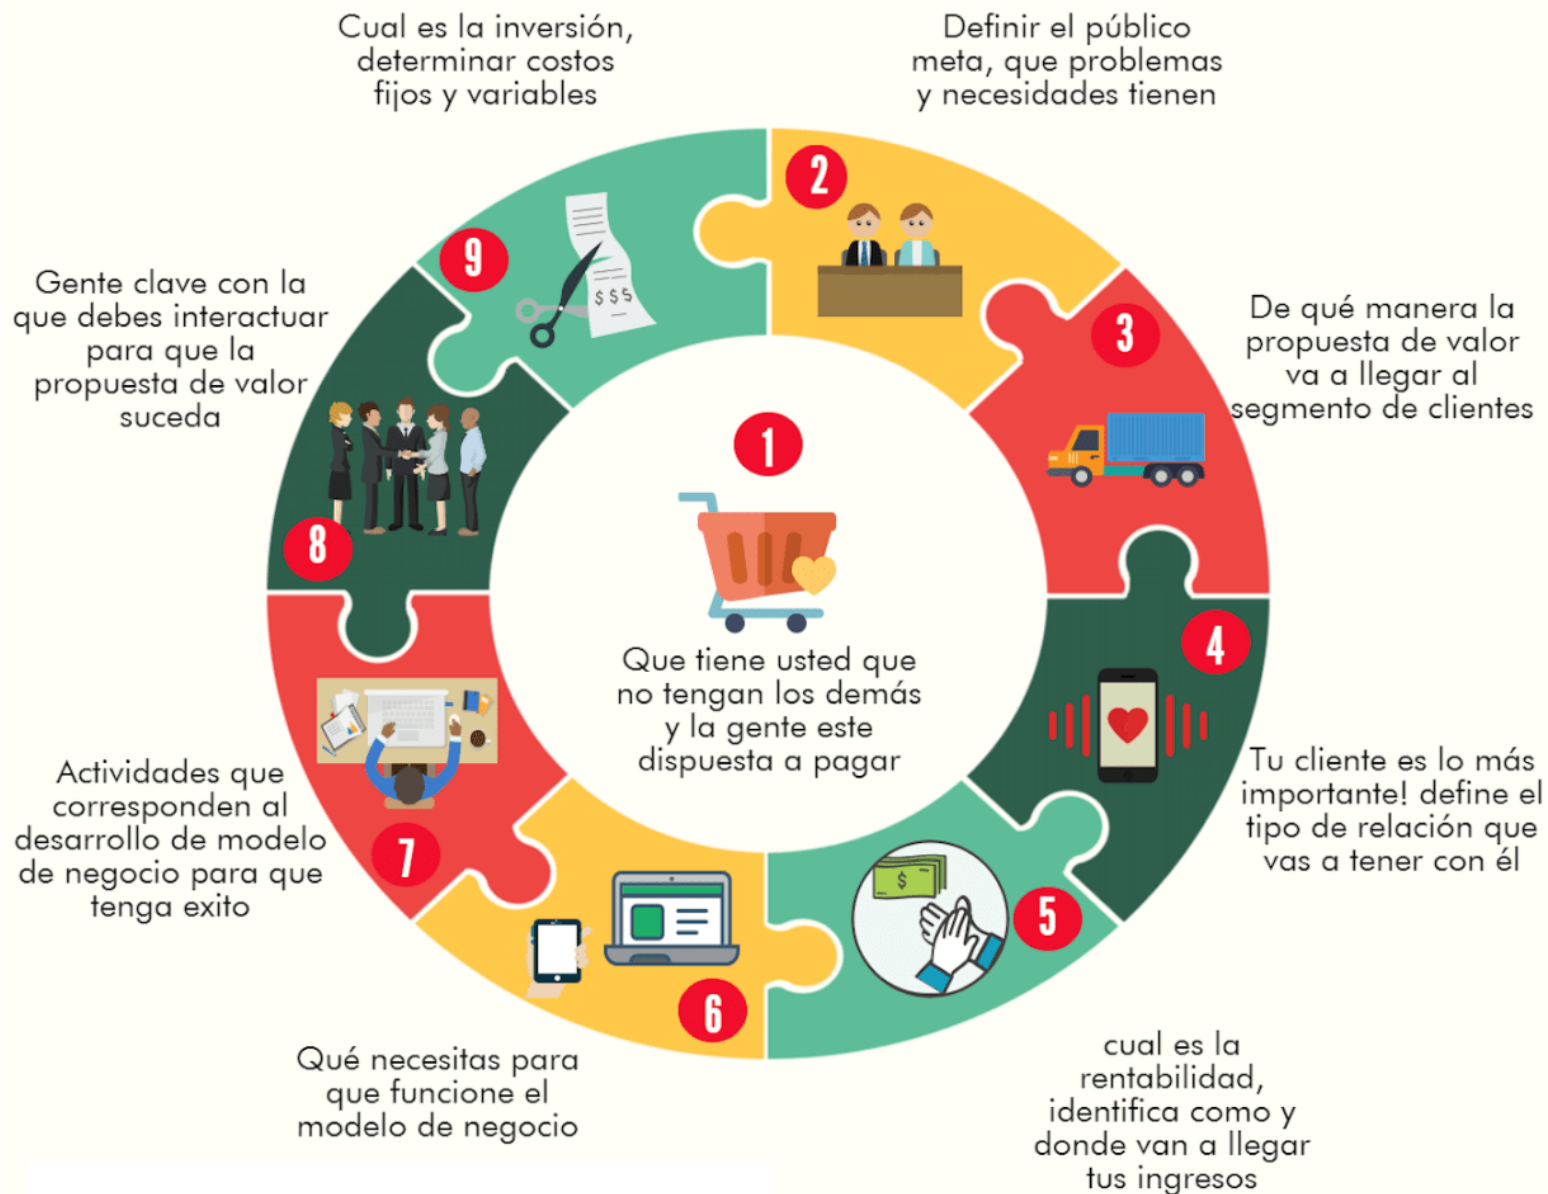 1
Que tiene usted que
no tengan los demás
y la gente este
dispuesta a pagar
2
Definir el público
meta, que problemas
y necesidades tienen
3
De qué manera la
propuesta de valor
va a llegar al
segmento de clientes
4
Tu cliente es lo más
importante! define el
tipo de relación que
vas a tener con él
5
$
cual es la
rentabilidad,
identifica como y
donde van a llegar
tus ingresos
6
Qué necesitas para
que funcione el
modelo de negocio
7
Actividades que
corresponden al
desarrollo de modelo
de negocio para que
tenga exito
8
Gente clave con la
que debes interactuar
para que la
propuesta de valor
suceda
9
$ $ $
Cual es la inversión,
determinar costos
fijos y variables